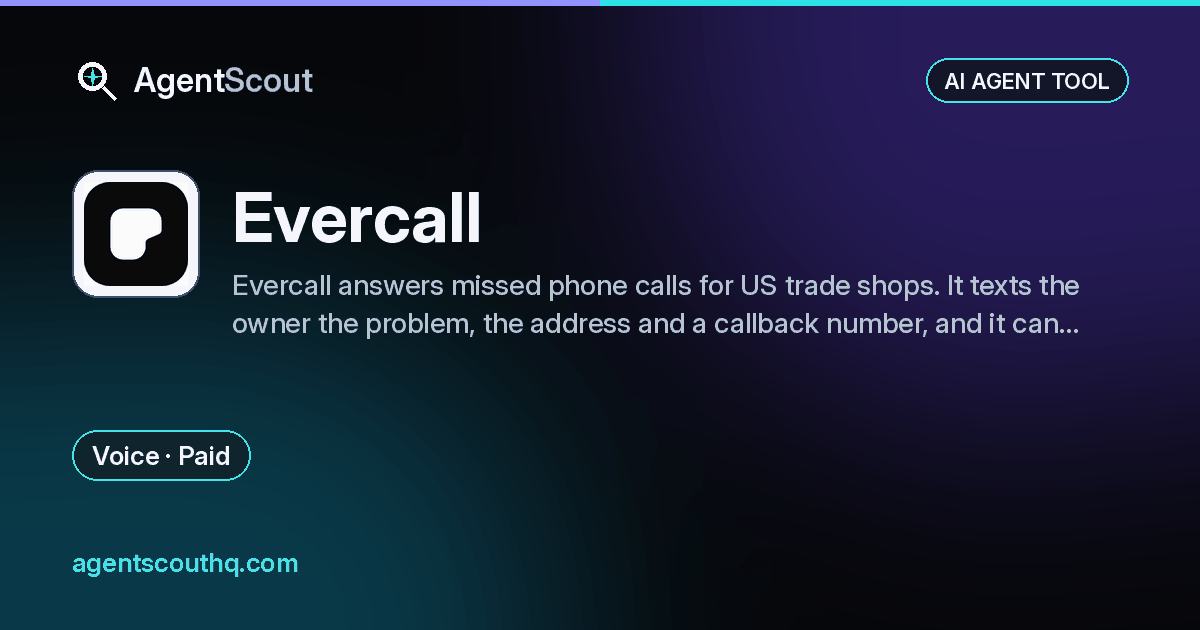 AgentScout
AI AGENT TOOL
Evercall
Evercall answers missed phone calls for US trade shops. It texts the
owner the problem, the address and a callback number, and it can...
Voice · Paid
agentscouthq.com